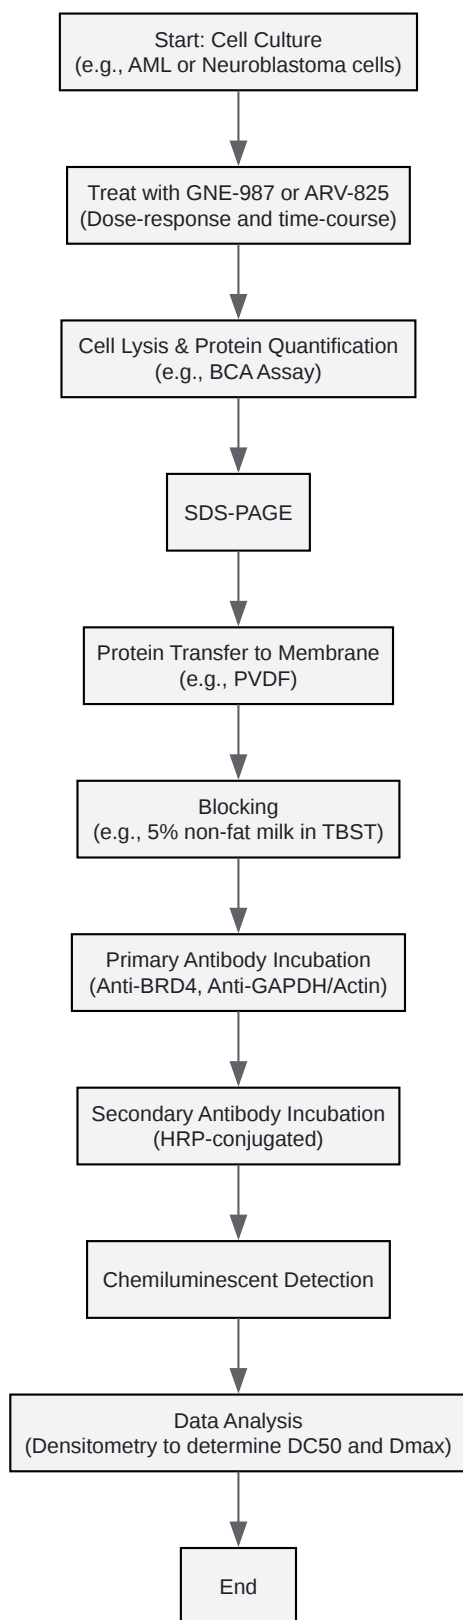 Start: Cell Culture
(e.g., AML or Neuroblastoma cells)
Treat with GNE-987 or ARV-825
(Dose-response and time-course)
Cell Lysis & Protein Quantification
(e.g., BCA Assay)
SDS-PAGE
Protein Transfer to Membrane
(e.g., PVDF)
Blocking
(e.g., 5% non-fat milk in TBST)
Primary Antibody Incubation
(Anti-BRD4, Anti-GAPDH/Actin)
Secondary Antibody Incubation
(HRP-conjugated)
Chemiluminescent Detection
Data Analysis
(Densitometry to determine DC50 and Dmax)
End